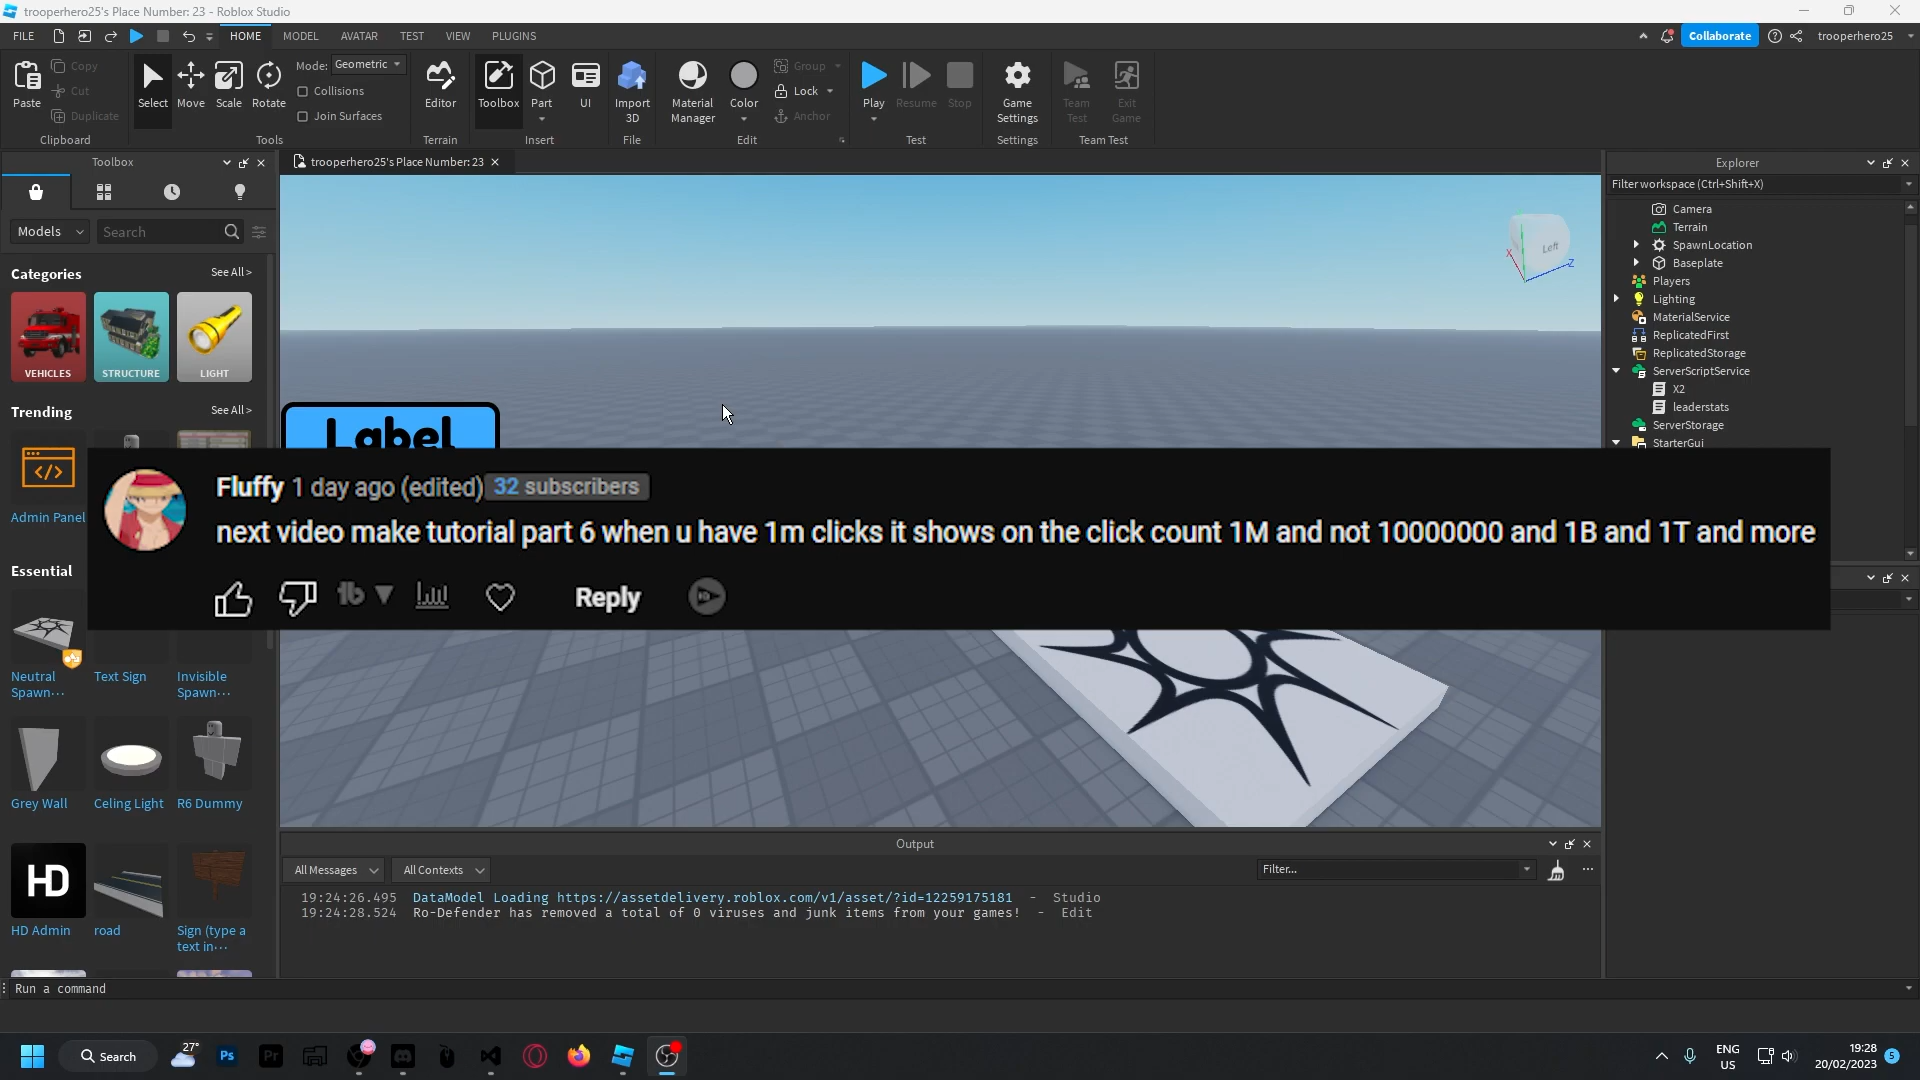 trooperhero25's Place Number: 23 - Roblox Studio
FILE
HOME
MODEL
AVATAR
TEST
VIEW
PLUGINS
Collaborate
trooperhero25
Paste
Copy
Cut
Duplicate
Clipboard
Select
Move
Scale
Rotate
Mode: Geometric
Collisions
Join Surfaces
Tools
Editor
Terrain
Toolbox
Part
UI
Insert
Import
3D
File
Material
Manager
Color
Group
Lock
Anchor
Edit
Play
Resume
Stop
Test
Game
Settings
Settings
Team
Test
Exit
Game
Team Test
Toolbox
Models
Search
Categories
See All >
VEHICLES
STRUCTURE
LIGHT
Trending
See All >
Admin Panel
Essential
Neutral
Spawn...
Text Sign
Invisible
Spawn...
Grey Wall
Celing Light
R6 Dummy
HD
HD Admin
road
Sign (type a
text in...
trooperhero25's Place Number: 23
Left
X
Z
Label
Explorer
Filter workspace (Ctrl+Shift+X)
Camera
Terrain
SpawnLocation
Baseplate
Players
Lighting
MaterialService
ReplicatedFirst
ReplicatedStorage
ServerScriptService
X2
leaderstats
ServerStorage
StarterGui
Fluffy 1 day ago (edited) 32 subscribers
next video make tutorial part 6 when u have 1m clicks it shows on the click count 1M and not 10000000 and 1B and 1T and more
Reply
Output
All Messages
All Contexts
Filter...
19:24:26.495 DataModel Loading https://assetdelivery.roblox.com/v1/asset/?id=12259175181 - Studio
19:24:28.524 Ro-Defender has removed a total of 0 viruses and junk items from your games! - Edit
Run a command
Search
27°
Ps
Pr
ENG
US
19:28
20/02/2023
5